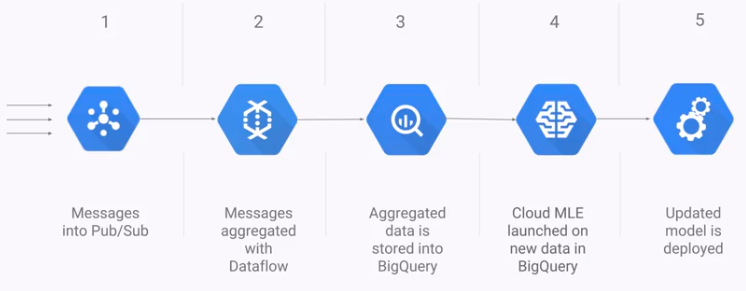 1
2
3
4
5
Messages
into Pub/Sub
Messages
aggregated
with
Dataflow
Aggregated
data is
stored into
BigQuery
Cloud MLE
launched on
new data in
BigQuery
Updated
model is
deployed